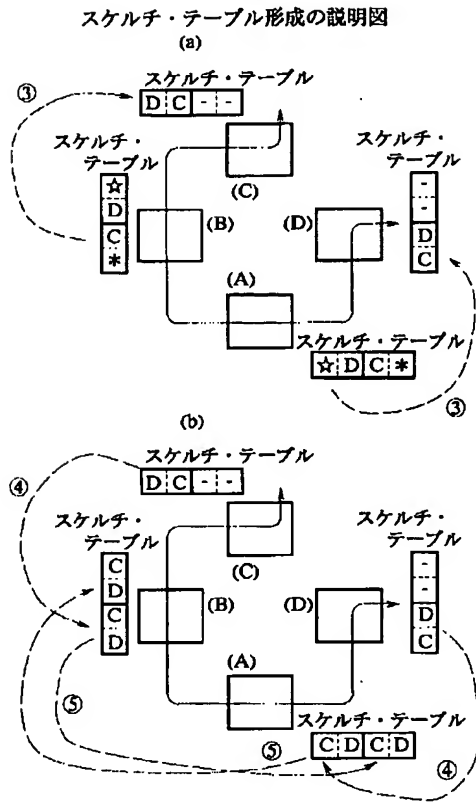 スケルチ・テーブル形成の説明図
(a)
③
スケルチ・テーブル
D C - -
スケルチ・
テーブル
☆
D
C
*
(C)
(B)
スケルチ・
テーブル
-
-
D
C
(D)
(A)
スケルチ・テーブル
☆ D C *
③
(b)
④
スケルチ・テーブル
D C - -
スケルチ・
テーブル
C
D
C
D
(C)
(B)
スケルチ・
テーブル
-
-
D
C
(D)
(A)
⑤
スケルチ・テーブル
⑤
C D C D
④